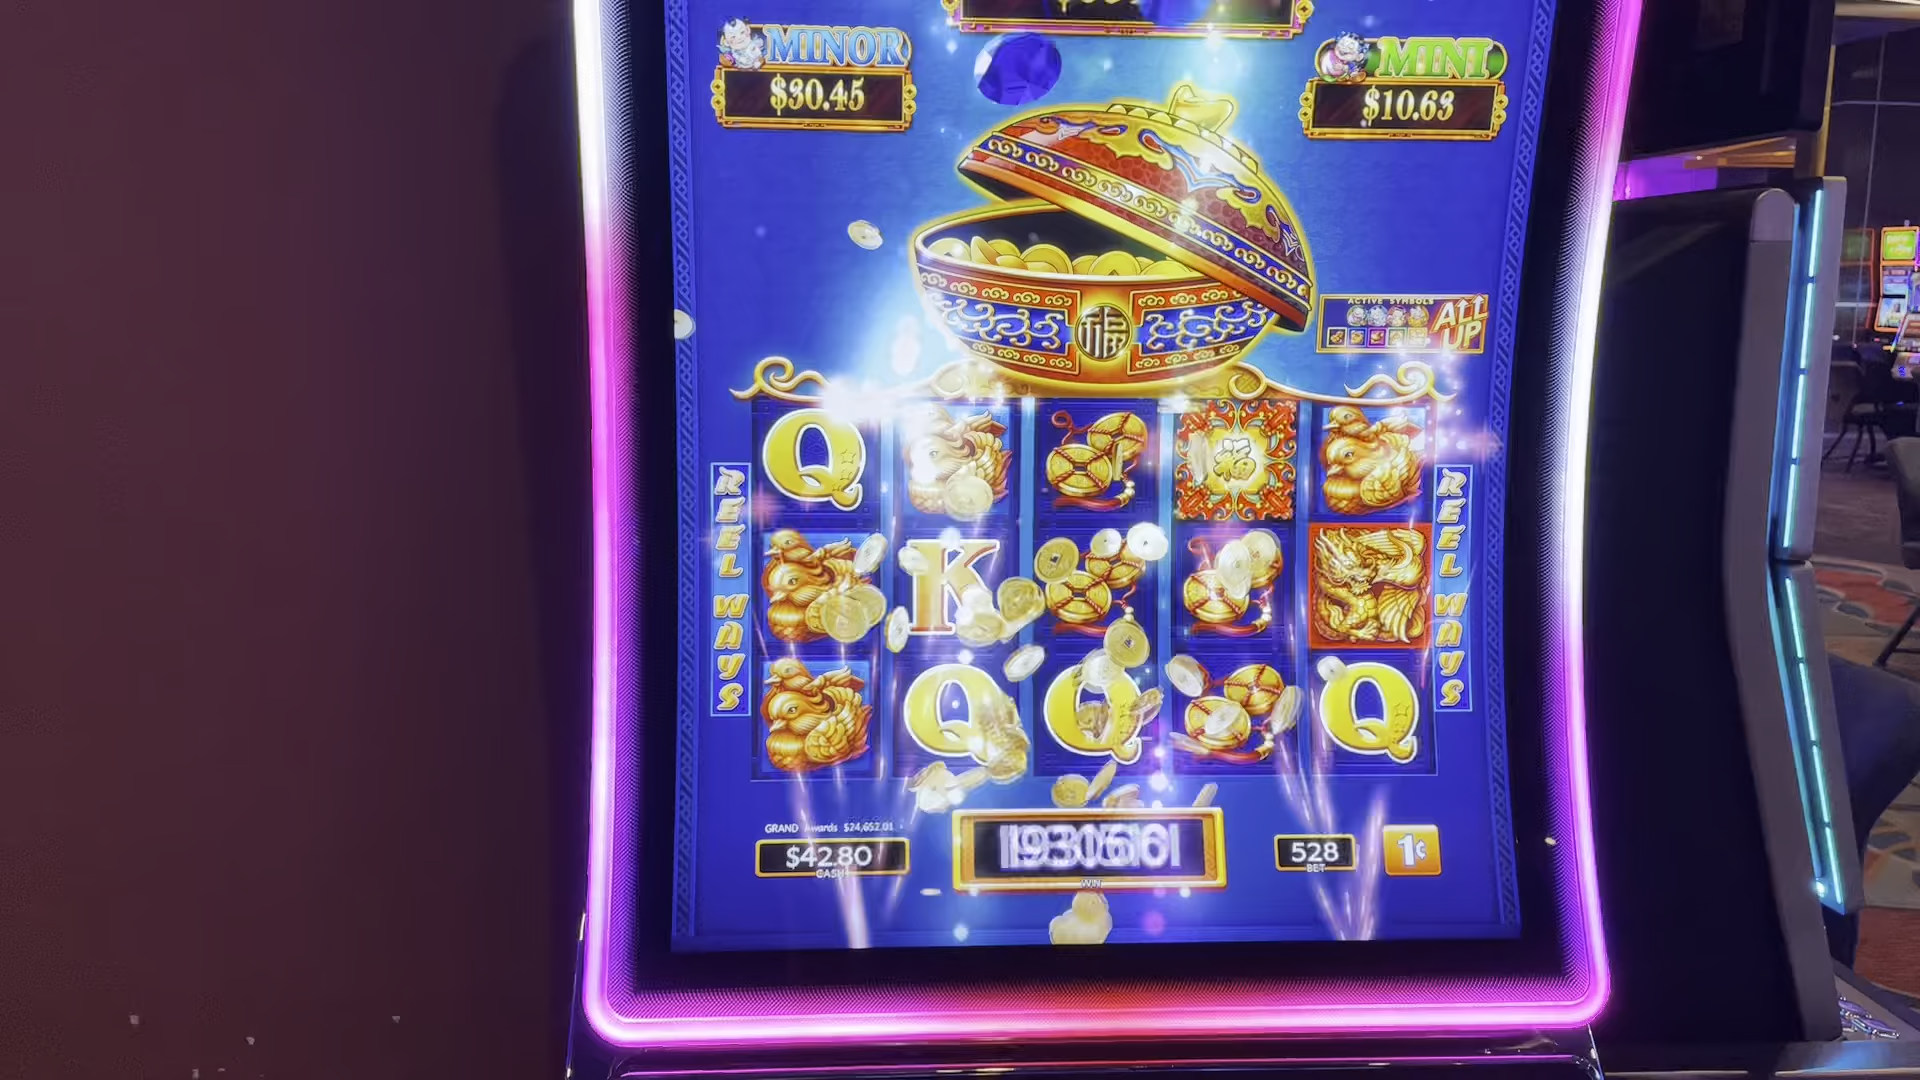 MINOR
$30.45
MINI
$10.63
福
ACTIVE SYMBOLS
ALL
UP
Q
福
REEL WAYS
K
REEL WAYS
Q
Q
Q
GRAND Awards $24,652.01
$42.80
CASH
WIN
528
BET
1¢